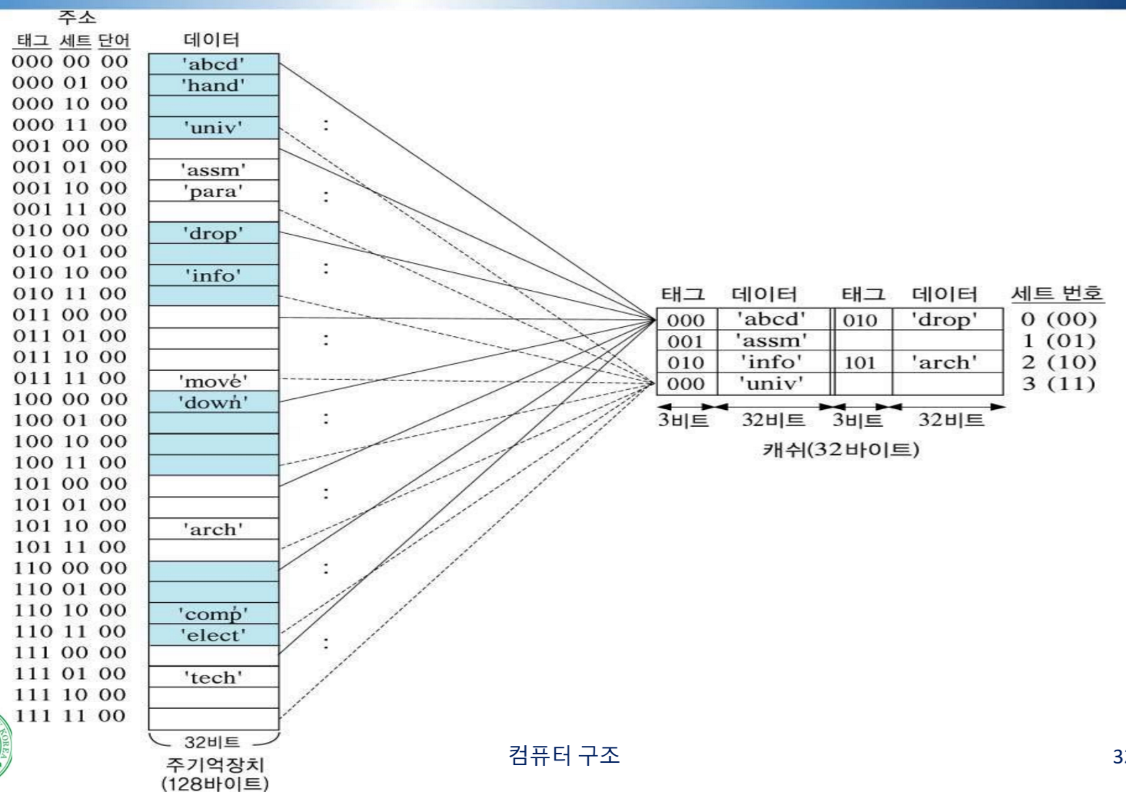 주소
태그 세트 단어 데이터
000 00 00 'abcd'
000 01 00 'hand'
000 10 00
000 11 00 'univ'
001 00 00
001 01 00 'assm'
001 10 00 'para'
001 11 00
010 00 00 'drop'
010 01 00
010 10 00 'info'
010 11 00
011 00 00
011 01 00
011 10 00
011 11 00 'move'
100 00 00 'down'
100 01 00
100 10 00
100 11 00
101 00 00
101 01 00
101 10 00 'arch'
101 11 00
110 00 00
110 01 00
110 10 00 'comp'
110 11 00 'elect'
111 00 00
111 01 00 'tech'
111 10 00
111 11 00
32비트
주기억장치
(128바이트)
태그 데이터 태그 데이터 세트 번호
000 'abcd' 010 'drop' 0 (00)
001 'assm' 1 (01)
010 'info' 101 'arch' 2 (10)
000 'univ' 3 (11)
3비트 32비트 3비트 32비트
캐쉬(32바이트)
컴퓨터 구조